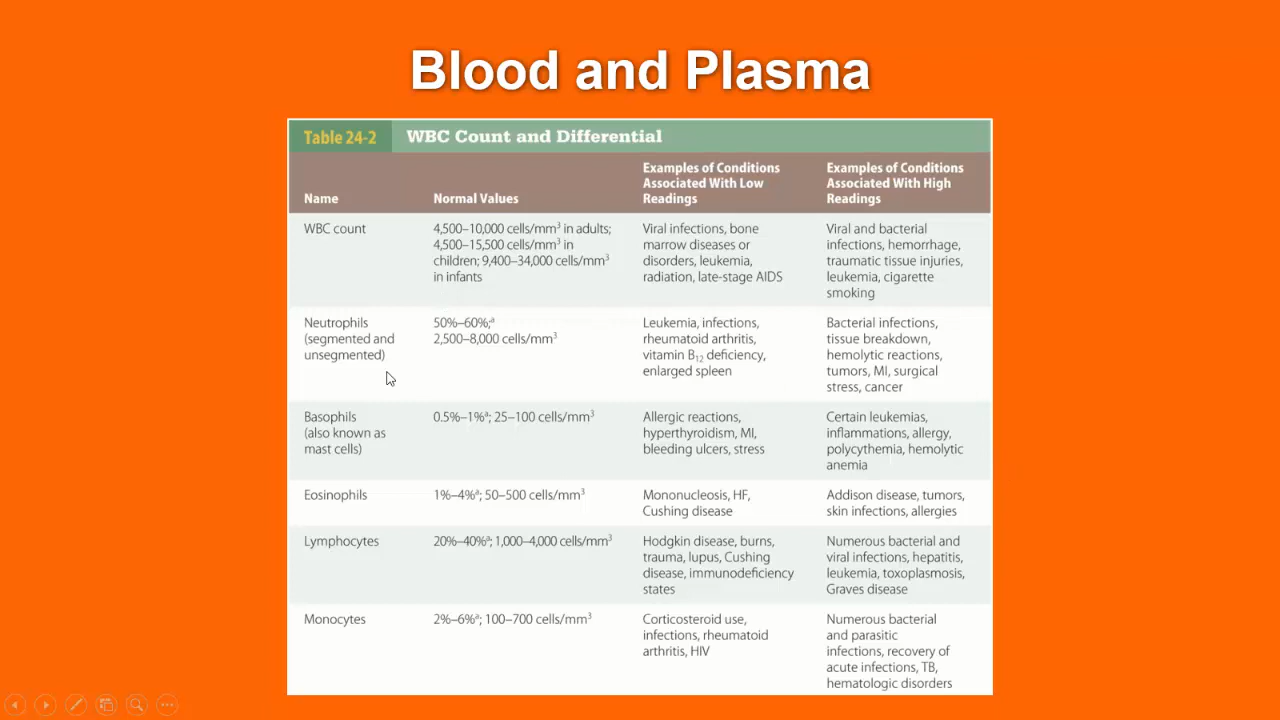 Blood and Plasma
Table 24-2 WBC Count and Differential
Name
Normal Values
Examples of Conditions
Associated With Low
Readings
Examples of Conditions
Associated With High
Readings
WBC count
4,500–10,000 cells/mm³ in adults;
4,500–15,500 cells/mm³ in
children; 9,400–34,000 cells/mm³
in infants
Viral infections, bone
marrow diseases or
disorders, leukemia,
radiation, late-stage AIDS
Viral and bacterial
infections, hemorrhage,
traumatic tissue injuries,
leukemia, cigarette
smoking
Neutrophils
(segmented and
unsegmented)
50%–60%;ᵃ
2,500–8,000 cells/mm³
Leukemia, infections,
rheumatoid arthritis,
vitamin B₁₂ deficiency,
enlarged spleen
Bacterial infections,
tissue breakdown,
hemolytic reactions,
tumors, MI, surgical
stress, cancer
Basophils
(also known as
mast cells)
0.5%–1%ᵃ; 25–100 cells/mm³
Allergic reactions,
hyperthyroidism, MI,
bleeding ulcers, stress
Certain leukemias,
inflammations, allergy,
polycythemia, hemolytic
anemia
Eosinophils
1%–4%ᵃ; 50–500 cells/mm³
Mononucleosis, HF,
Cushing disease
Addison disease, tumors,
skin infections, allergies
Lymphocytes
20%–40%ᵃ; 1,000–4,000 cells/mm³
Hodgkin disease, burns,
trauma, lupus, Cushing
disease, immunodeficiency
states
Numerous bacterial and
viral infections, hepatitis,
leukemia, toxoplasmosis,
Graves disease
Monocytes
2%–6%ᵃ; 100–700 cells/mm³
Corticosteroid use,
infections, rheumatoid
arthritis, HIV
Numerous bacterial
and parasitic
infections, recovery of
acute infections, TB,
hematologic disorders